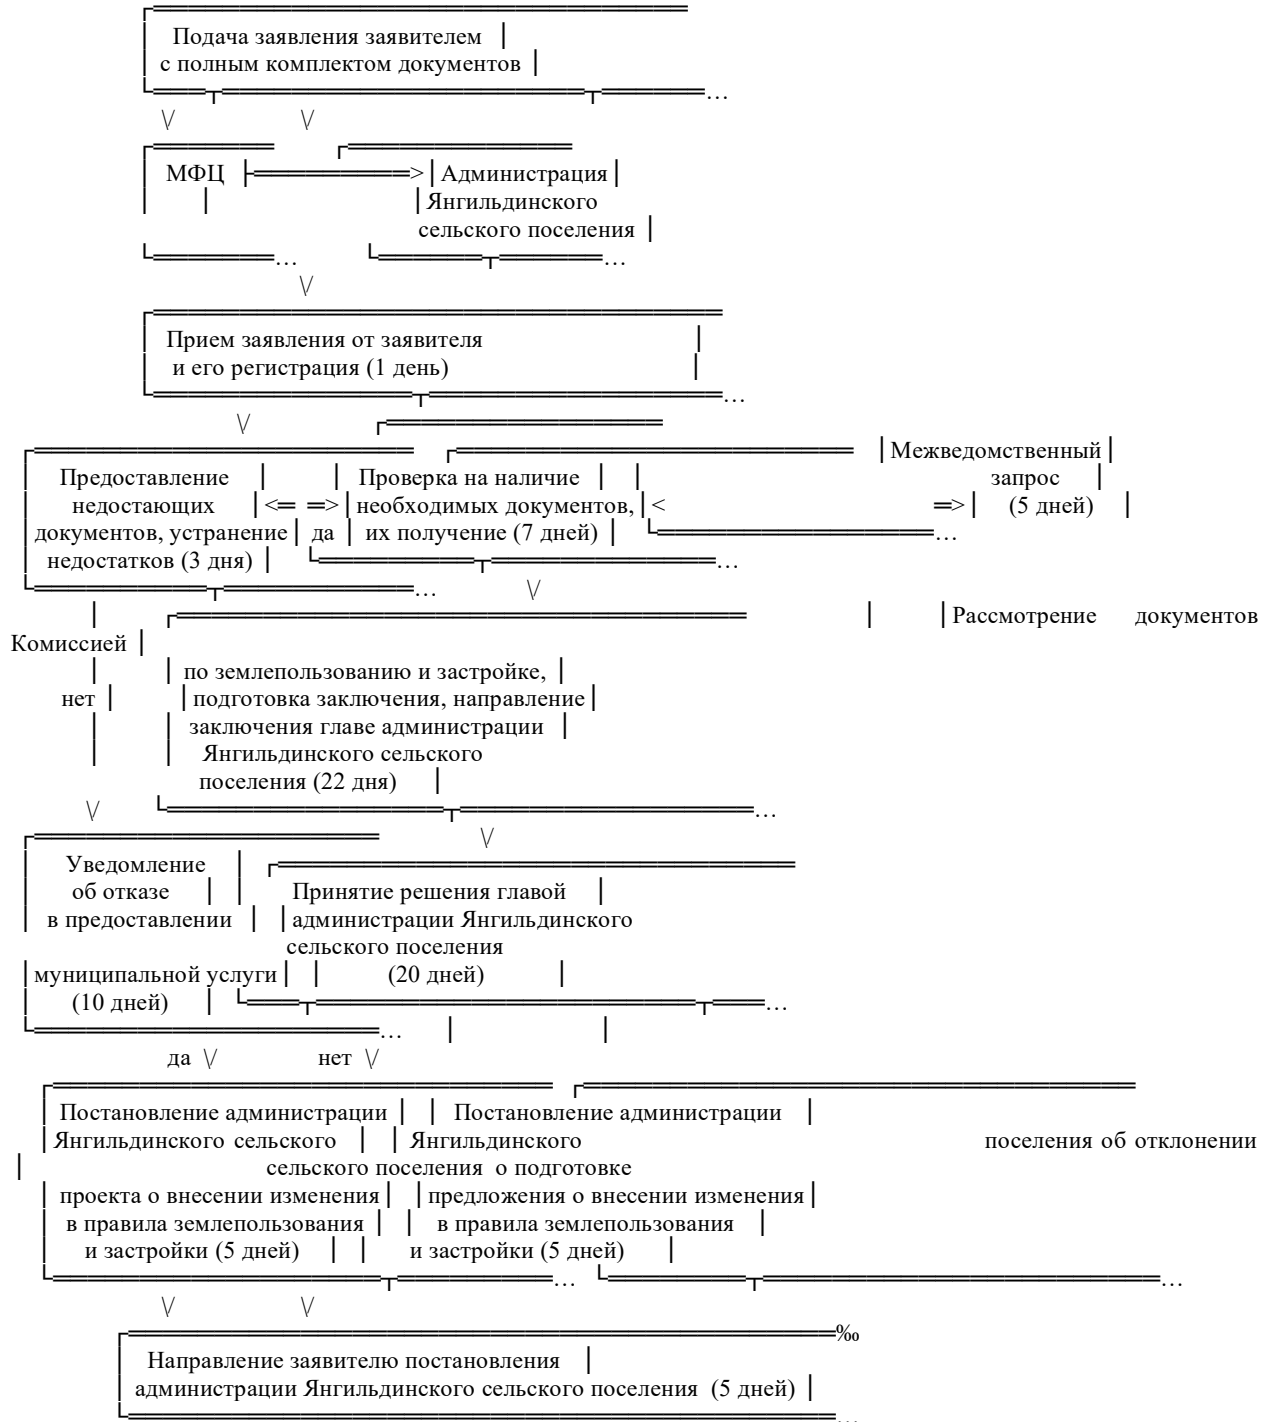 Подача заявления заявителем
с полным комплектом документов
МФЦ => Администрация
Янгильдинского
сельского поселения
Прием заявления от заявителя
и его регистрация (1 день)
Межведомственный
Предоставление Проверка на наличие запрос
недостающих <= => необходимых документов, < => (5 дней)
документов, устранение да их получение (7 дней)
недостатков (3 дня)
Рассмотрение документов
Комиссией
по землепользованию и застройке,
нет подготовка заключения, направление
заключения главе администрации
Янгильдинского сельского
поселения (22 дня)
Уведомление
об отказе Принятие решения главой
в предоставлении администрации Янгильдинского
сельского поселения
муниципальной услуги (20 дней)
(10 дней)
да нет
Постановление администрации Постановление администрации
Янгильдинского сельского Янгильдинского поселения об отклонении
сельского поселения о подготовке
проекта о внесении изменения предложения о внесении изменения
в правила землепользования в правила землепользования
и застройки (5 дней) и застройки (5 дней)
‰
Направление заявителю постановления
администрации Янгильдинского сельского поселения (5 дней)